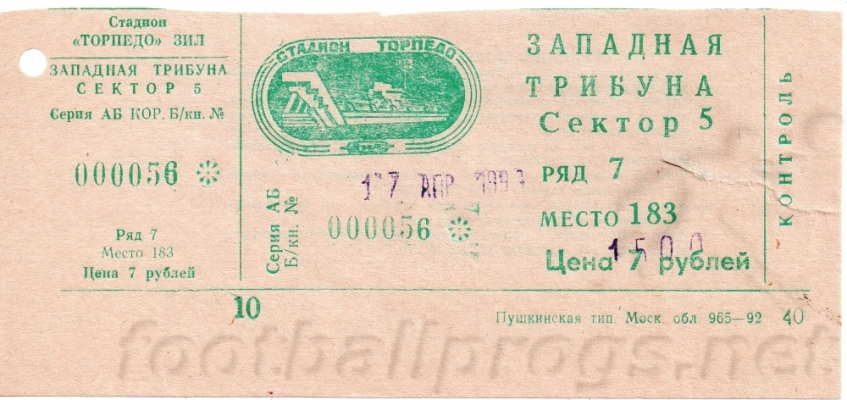 Стадион
«ТОРПЕДО» ЗИЛ
ЗАПАДНАЯ ТРИБУНА
СЕКТОР 5
Серия АБ КОР. Б/кн. №
000056
Ряд 7
Место 183
Цена 7 рублей
10
СТАДИОН ТОРПЕДО
ЗИЛ
17 АПР 1993
Серия АБ
Б/кн. №
000056
ЗАПАДНАЯ
ТРИБУНА
Сектор 5
РЯД 7
МЕСТО 183
1500
Цена 7 рублей
Пушкинская тип. Моск. обл. 965—92 40
КОНТРОЛЬ
footballprogr